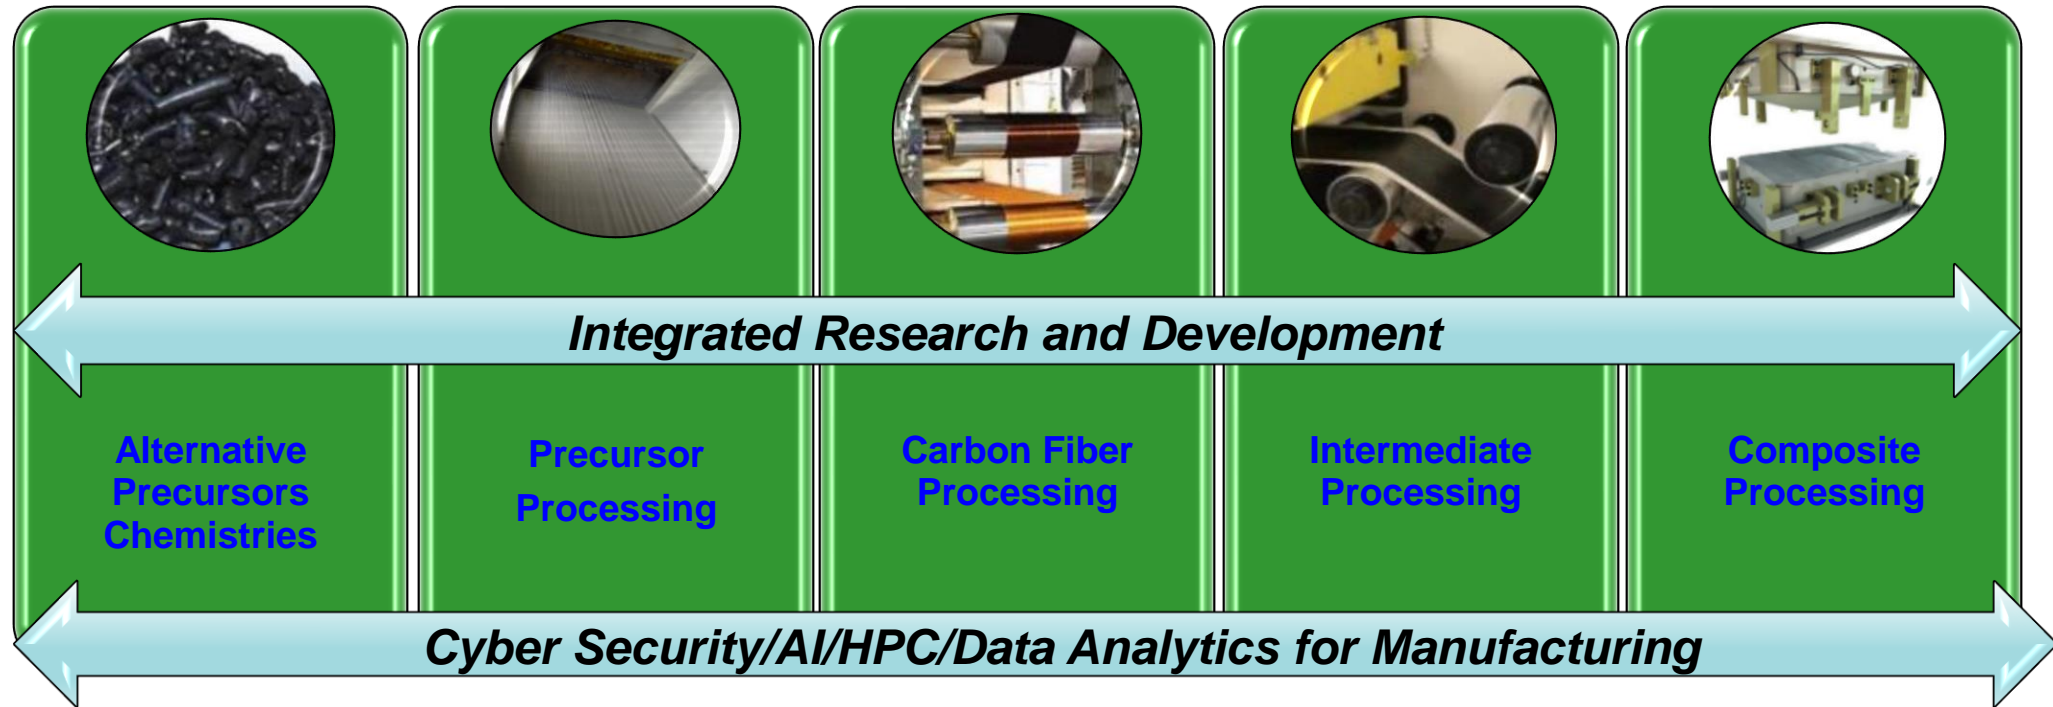 Integrated Research and Development
Alternative
Precursors
Chemistries
Precursor
Processing
Carbon Fiber
Processing
Intermediate
Processing
Composite
Processing
Cyber Security/AI/HPC/Data Analytics for Manufacturing